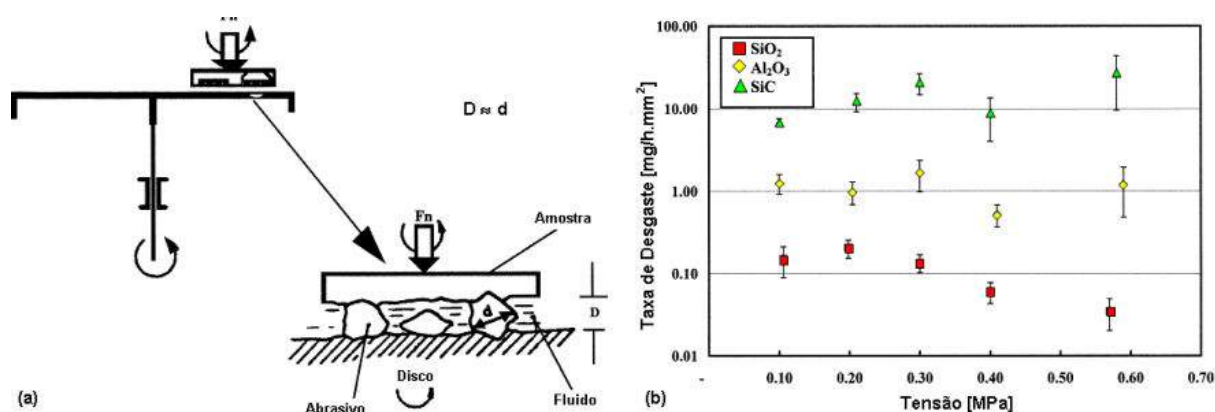 Fn
D ≈ d
Fn
Amostra
d
D
Disco
Abrasivo
Fluido
(a)
100.00
10.00
1.00
0.10
0.01
Taxa de Desgaste [mg/h.mm²]
SiO₂
Al₂O₃
SiC
-
0.10
0.20
0.30
0.40
0.50
0.60
0.70
Tensão [MPa]
(b)